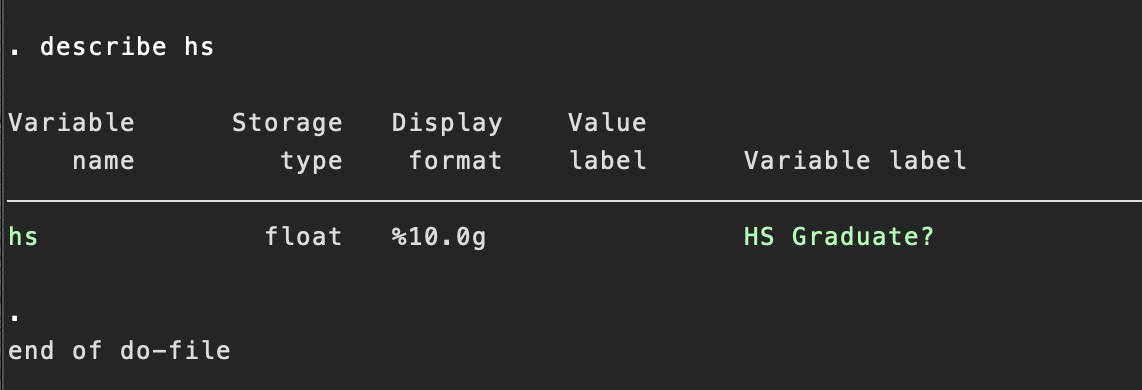 . describe hs
Variable Storage Display Value
name type format label Variable label
hs float %10.0g HS Graduate?
.
end of do-file